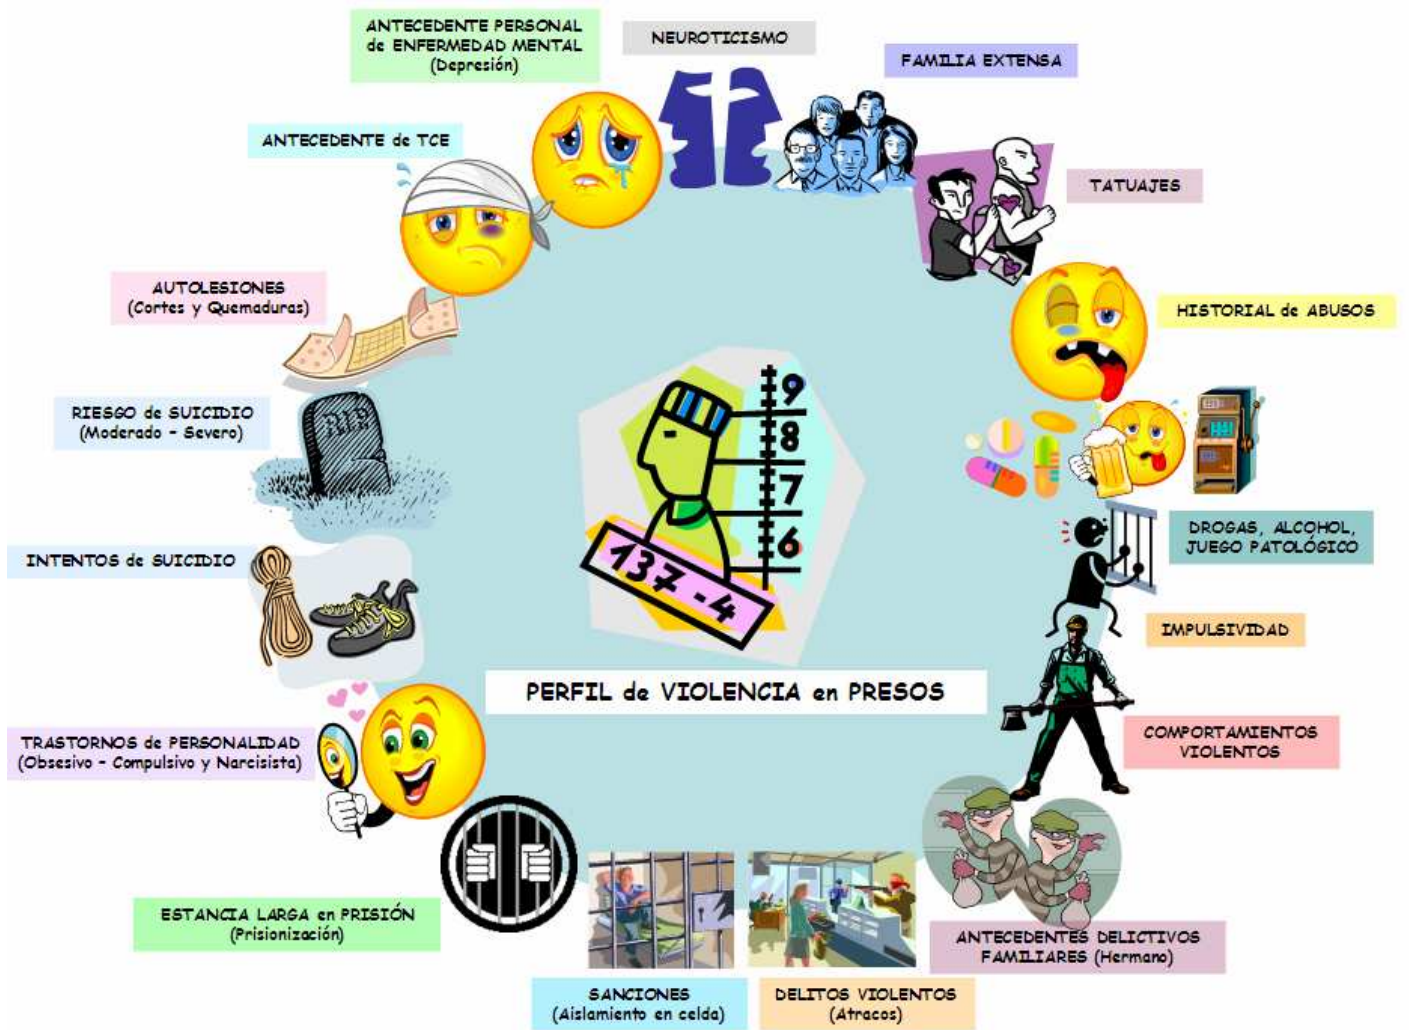 ANTECEDENTE PERSONAL
de ENFERMEDAD MENTAL
(Depresión)
NEUROTICISMO
FAMILIA EXTENSA
ANTECEDENTE de TCE
TATUAJES
AUTOLESIONES
(Cortes y Quemaduras)
HISTORIAL de ABUSOS
RIESGO de SUICIDIO
(Moderado - Severo)
R.I.P.
9
8
7
6
137-4
DROGAS, ALCOHOL,
JUEGO PATOLÓGICO
INTENTOS de SUICIDIO
IMPULSIVIDAD
PERFIL de VIOLENCIA en PRESOS
TRASTORNOS de PERSONALIDAD
(Obsesivo - Compulsivo y Narcisista)
COMPORTAMIENTOS
VIOLENTOS
ESTANCIA LARGA en PRISIÓN
(Prisionización)
ANTECEDENTES DELICTIVOS
FAMILIARES (Hermano)
SANCIONES
(Aislamiento en celda)
DELITOS VIOLENTOS
(Atracos)